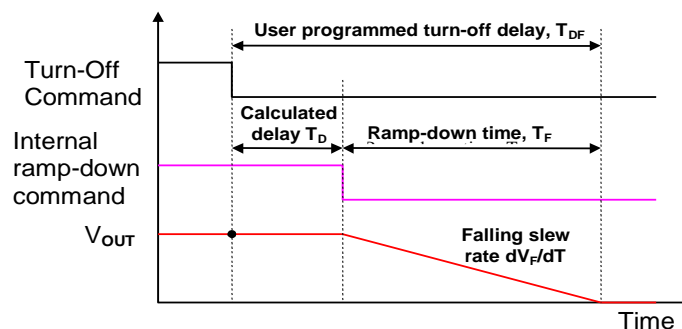 User programmed turn-off delay, TDF
Turn-Off
Command
Calculated
delay TD
Ramp-down time, TF
Internal
ramp-down
command
VOUT
Falling slew
rate dVF/dT
Time